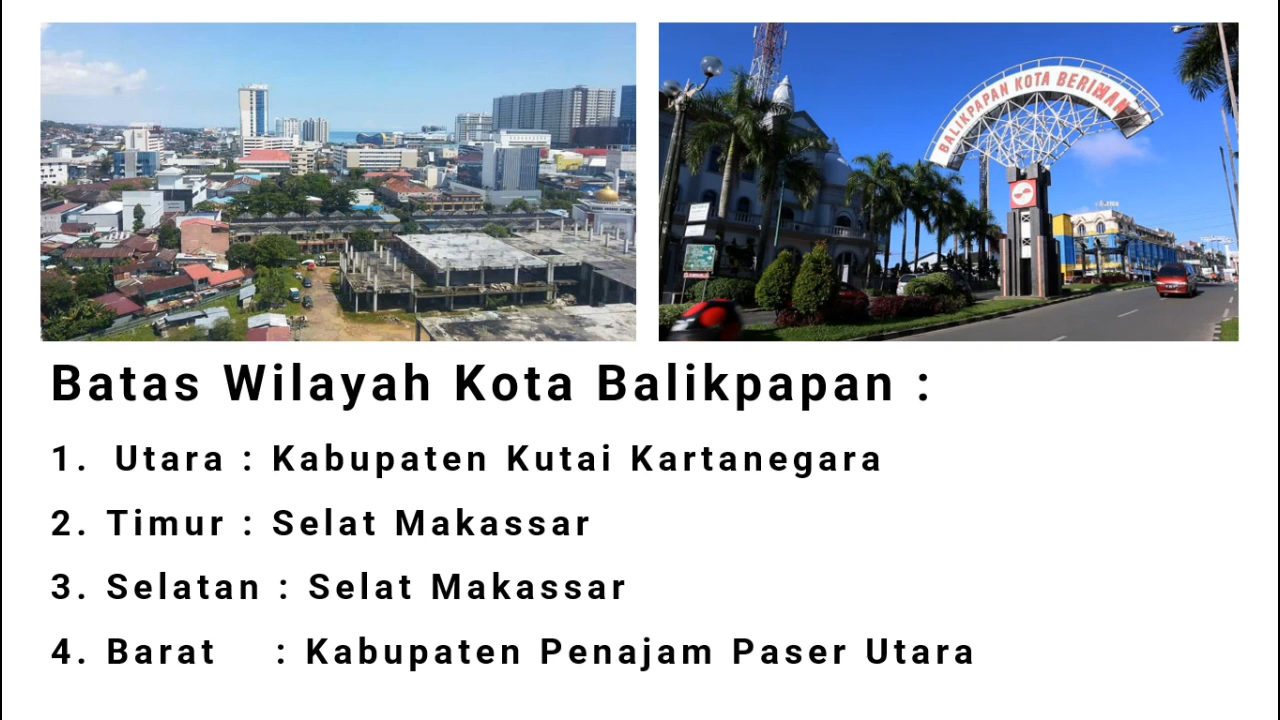 BALIKPAPAN KOTA BERIMAN
Batas Wilayah Kota Balikpapan :
1. Utara : Kabupaten Kutai Kartanegara
2. Timur : Selat Makassar
3. Selatan : Selat Makassar
4. Barat : Kabupaten Penajam Paser Utara